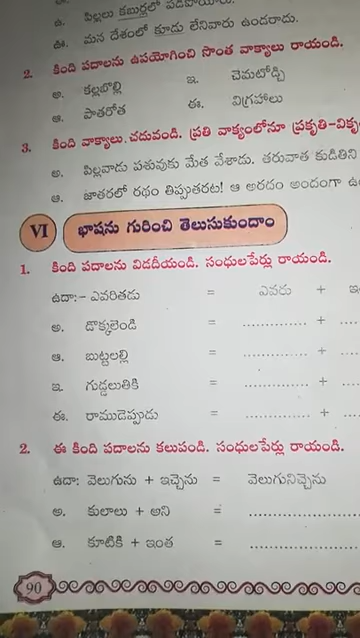 ఉ. పిల్లలు కబుర్లలో
ఊ. మన దేశంలో కూడు లేనివారు ఉండరాదు.
2. కింది పదాలను ఉపయోగించి సొంత వాక్యాలు రాయండి.
అ. కల్లబొల్లి ఇ. చెమటోడ్చి
ఆ. పాతరోత ఈ. విగ్రహాలు
3. కింది వాక్యాలు చదువండి. ప్రతి వాక్యంలోనూ ప్రకృతి-వికృ
అ. పిల్లవాడు పశువుకు మేత వేశాడు. తరువాత కుడితిని
ఆ. జాతరలో రథం తిప్పుతరట! ఆ అరదం అందంగా ఉ
VI భాషను గురించి తెలుసుకుందాం
1. కింది పదాలను విడదీయండి. సంధులపేర్లు రాయండి.
ఉదా:- ఎవరితడు = ఎవరు + ఇ
అ. డొక్కలెండి = .............. + ....
ఆ. బుట్టలల్లి = .............. + ....
ఇ. గుడ్డలుతికి = .............. + ....
ఈ. రాముడెప్పుడు = .............. + ....
2. ఈ కింది పదాలను కలుపండి. సంధులపేర్లు రాయండి.
ఉదా: వెలుగును + ఇచ్చెను = వెలుగునిచ్చెను
అ. కులాలు + అని = ......................
ఆ. కూటికి + ఇంత = ......................
90